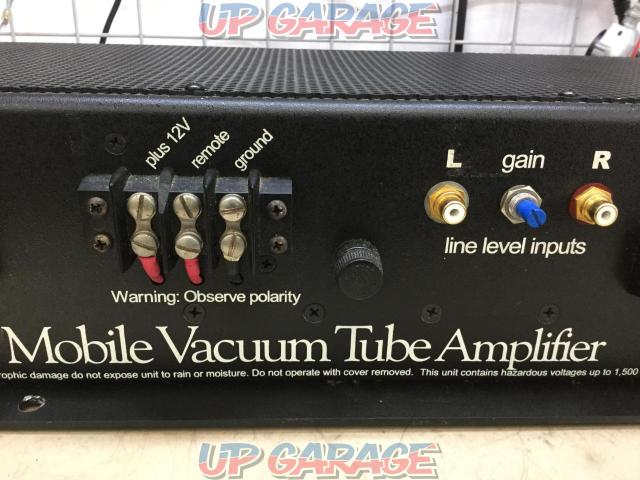 UP GARAGE
plus 12V
remote
ground
L gain R
line level inputs
Warning: Observe polarity
Mobile Vacuum Tube Amplifier
damage do not expose unit to rain or moisture. Do not operate with cover removed. This unit contains hazardous voltages up to 1,500
UP GARAGE